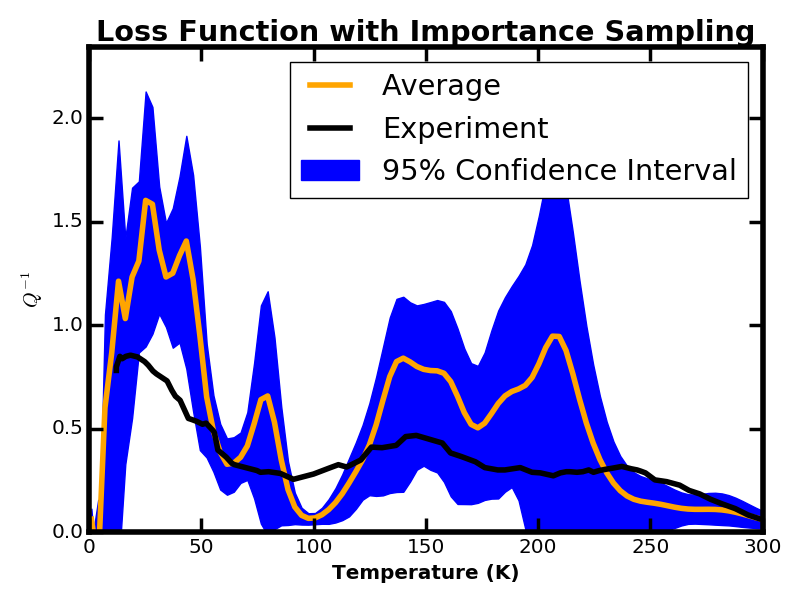 Loss Function with Importance Sampling
Average
Experiment
95% Confidence Interval
Q⁻¹
2.0
1.5
1.0
0.5
0.0
0 50 100 150 200 250 300
Temperature (K)